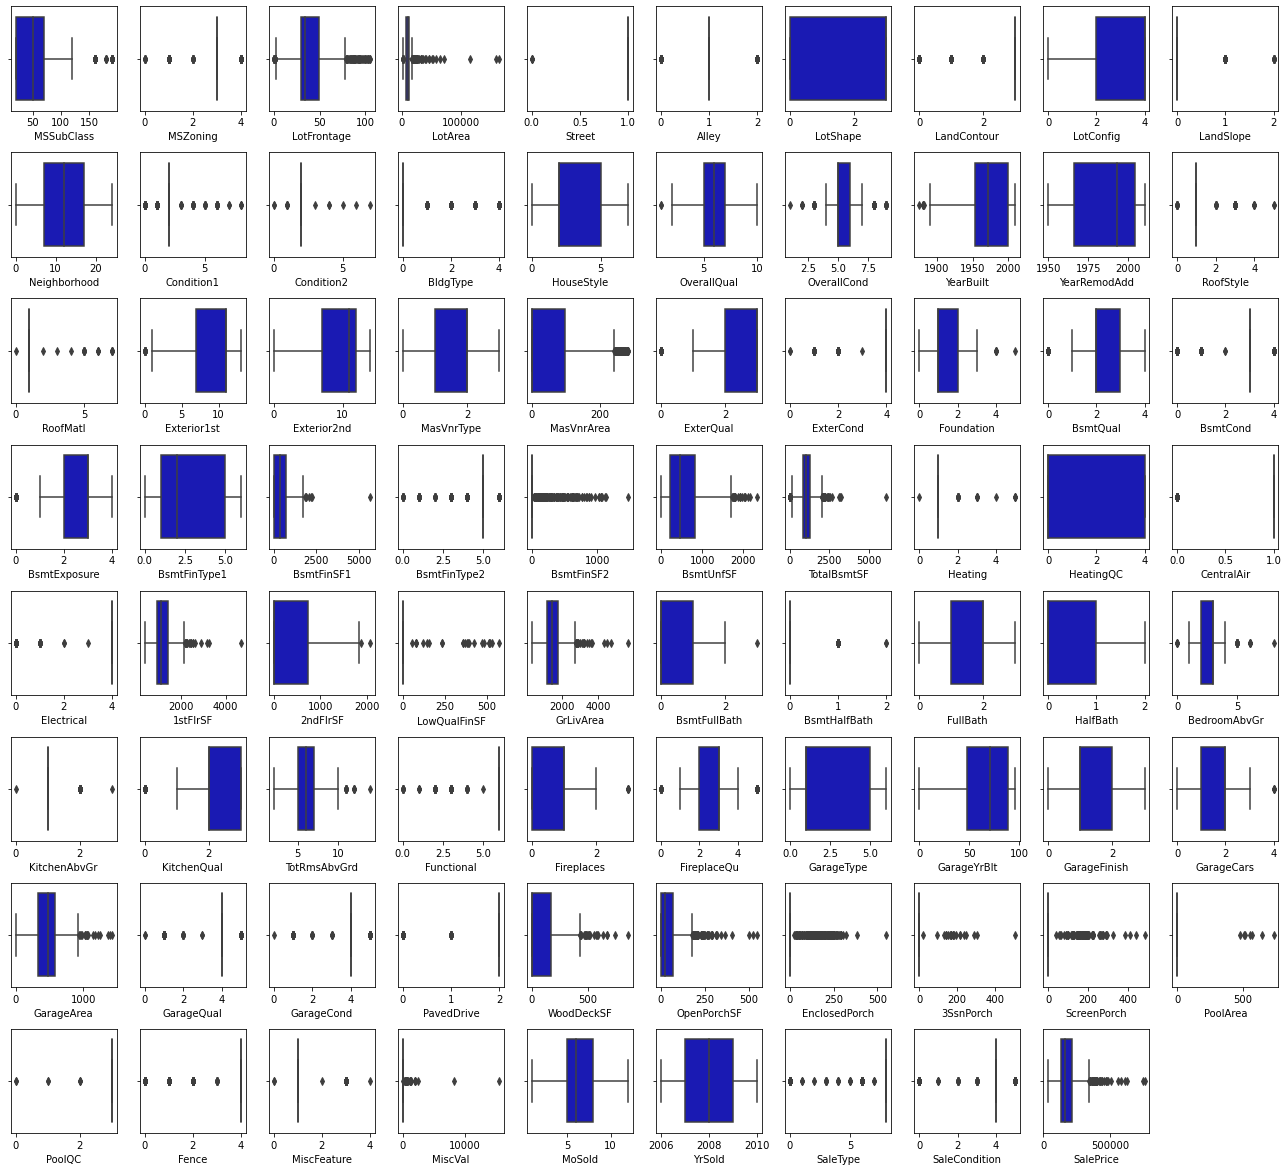 50 100 150 0 2 4 0 50 100 0 100000 0.0 0.5 1.0 0 1 2 0 2 0 2 0 2 4 0 1 2
MSSubClass MSZoning LotFrontage LotArea Street Alley LotShape LandContour LotConfig LandSlope
0 10 20 0 5 0 5 0 2 4 0 5 5 10 2.5 5.0 7.5 1900 1950 2000 1950 1975 2000 0 2 4
Neighborhood Condition1 Condition2 BldgType HouseStyle OverallQual OverallCond YearBuilt YearRemodAdd RoofStyle
0 5 0 5 10 0 10 0 2 0 200 0 2 0 2 4 0 2 4 0 2 4 0 2 4
RoofMatl Exterior1st Exterior2nd MasVnrType MasVnrArea ExterQual ExterCond Foundation BsmtQual BsmtCond
0 2 4 0.0 2.5 5.0 0 2500 5000 0.0 2.5 5.0 0 1000 0 1000 2000 0 2500 5000 0 2 4 0 2 4 0.0 0.5 1.0
BsmtExposure BsmtFinType1 BsmtFinSF1 BsmtFinType2 BsmtFinSF2 BsmtUnfSF TotalBsmtSF Heating HeatingQC CentralAir
0 2 4 2000 4000 0 1000 2000 0 250 500 2000 4000 0 2 0 1 2 0 2 0 1 2 0 5
Electrical 1stFlrSF 2ndFlrSF LowQualFinSF GrLivArea BsmtFullBath BsmtHalfBath FullBath HalfBath BedroomAbvGr
0 2 0 2 5 10 0.0 2.5 5.0 0 2 0 2 4 0.0 2.5 5.0 0 50 100 0 2 0 2 4
KitchenAbvGr KitchenQual TotRmsAbvGrd Functional Fireplaces FireplaceQu GarageType GarageYrBlt GarageFinish GarageCars
0 1000 0 2 4 0 2 4 0 1 2 0 500 0 250 500 0 250 500 0 200 400 0 200 400 0 500
GarageArea GarageQual GarageCond PavedDrive WoodDeckSF OpenPorchSF EnclosedPorch 3SsnPorch ScreenPorch PoolArea
0 2 0 2 4 0 2 4 0 10000 5 10 2006 2008 2010 0 5 0 2 4 0 500000
PoolQC Fence MiscFeature MiscVal MoSold YrSold SaleType SaleCondition SalePrice